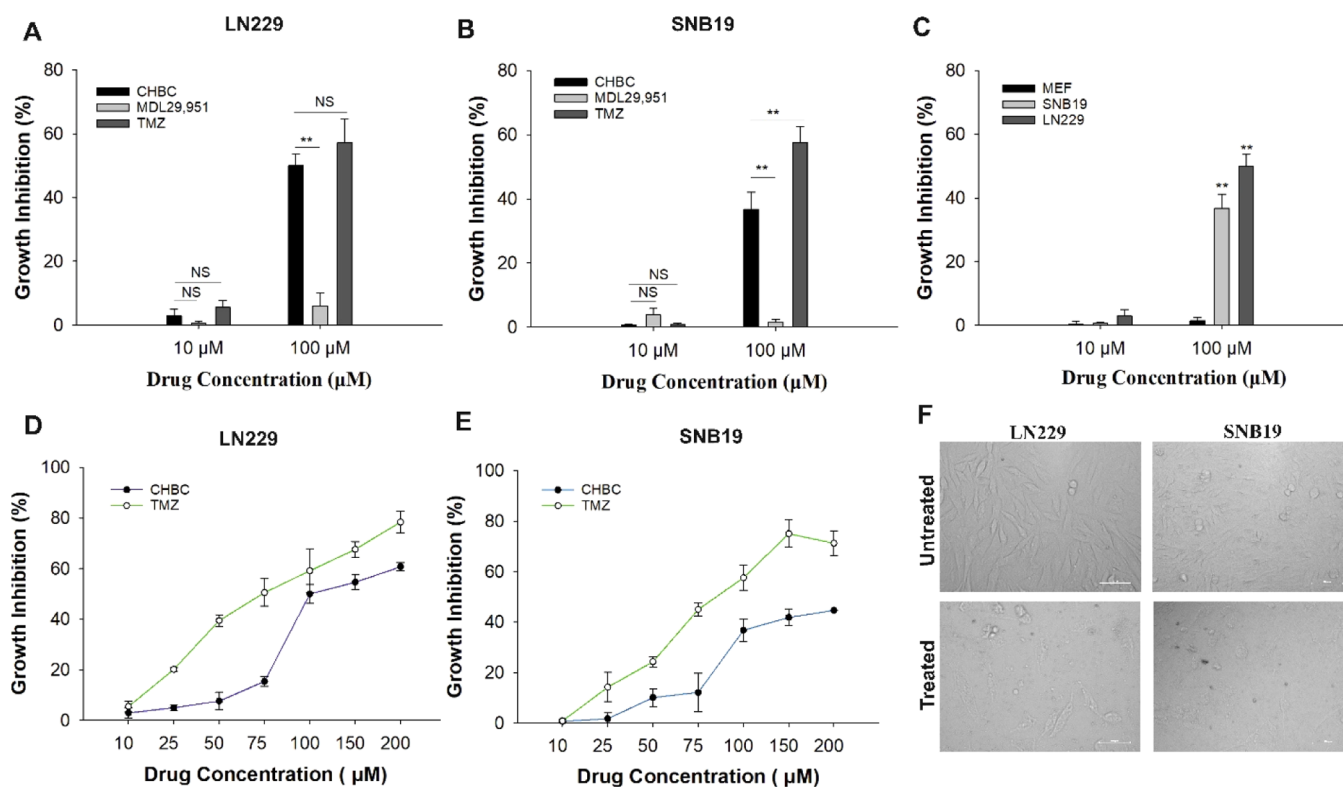 A
LN229
Growth Inhibition (%)
80
60
40
20
0
CHBC
MDL29,951
TMZ
NS
NS
**
NS
10 µM
100 µM
Drug Concentration (µM)
B
SNB19
Growth Inhibition (%)
80
60
40
20
0
CHBC
MDL29,951
TMZ
NS
NS
**
**
10 µM
100 µM
Drug Concentration (µM)
C
Growth Inhibition (%)
80
60
40
20
0
MEF
SNB19
LN229
**
**
10 µM
100 µM
Drug Concentration (µM)
D
LN229
Growth Inhibition (%)
100
80
60
40
20
0
CHBC
TMZ
10 25 50 75 100 150 200
Drug Concentration ( µM)
E
SNB19
Growth Inhibition (%)
100
80
60
40
20
0
CHBC
TMZ
10 25 50 75 100 150 200
Drug Concentration ( µM)
F
LN229 SNB19
Untreated
Treated